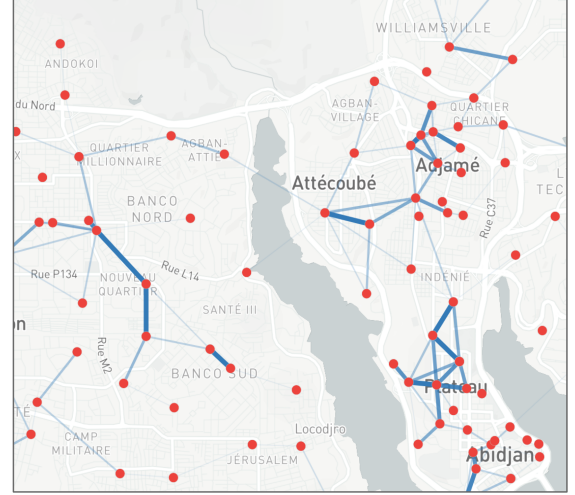 WILLIAMSVILLE
ANDOKOI
du Nord
AGBAN-
VILLAGE
QUARTIER
CHICANE
QUARTIER
MILLIONNAIRE
AGBAN-
ATTIE
X
Adjamé
Attécoubé
L
TEC
BANCO
NORD
Rue C37
Rue P134
Rue L14
NOUVEAU
QUARTIER
INDENIÉ
SANTÉ III
on
Rue M2
BANCO SUD
Plateau
TÉ
Locodjro
CAMP
MILITAIRE
JÉRUSALEM
Abidjan